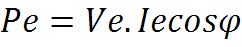 Pe = Ve. Iecosφ